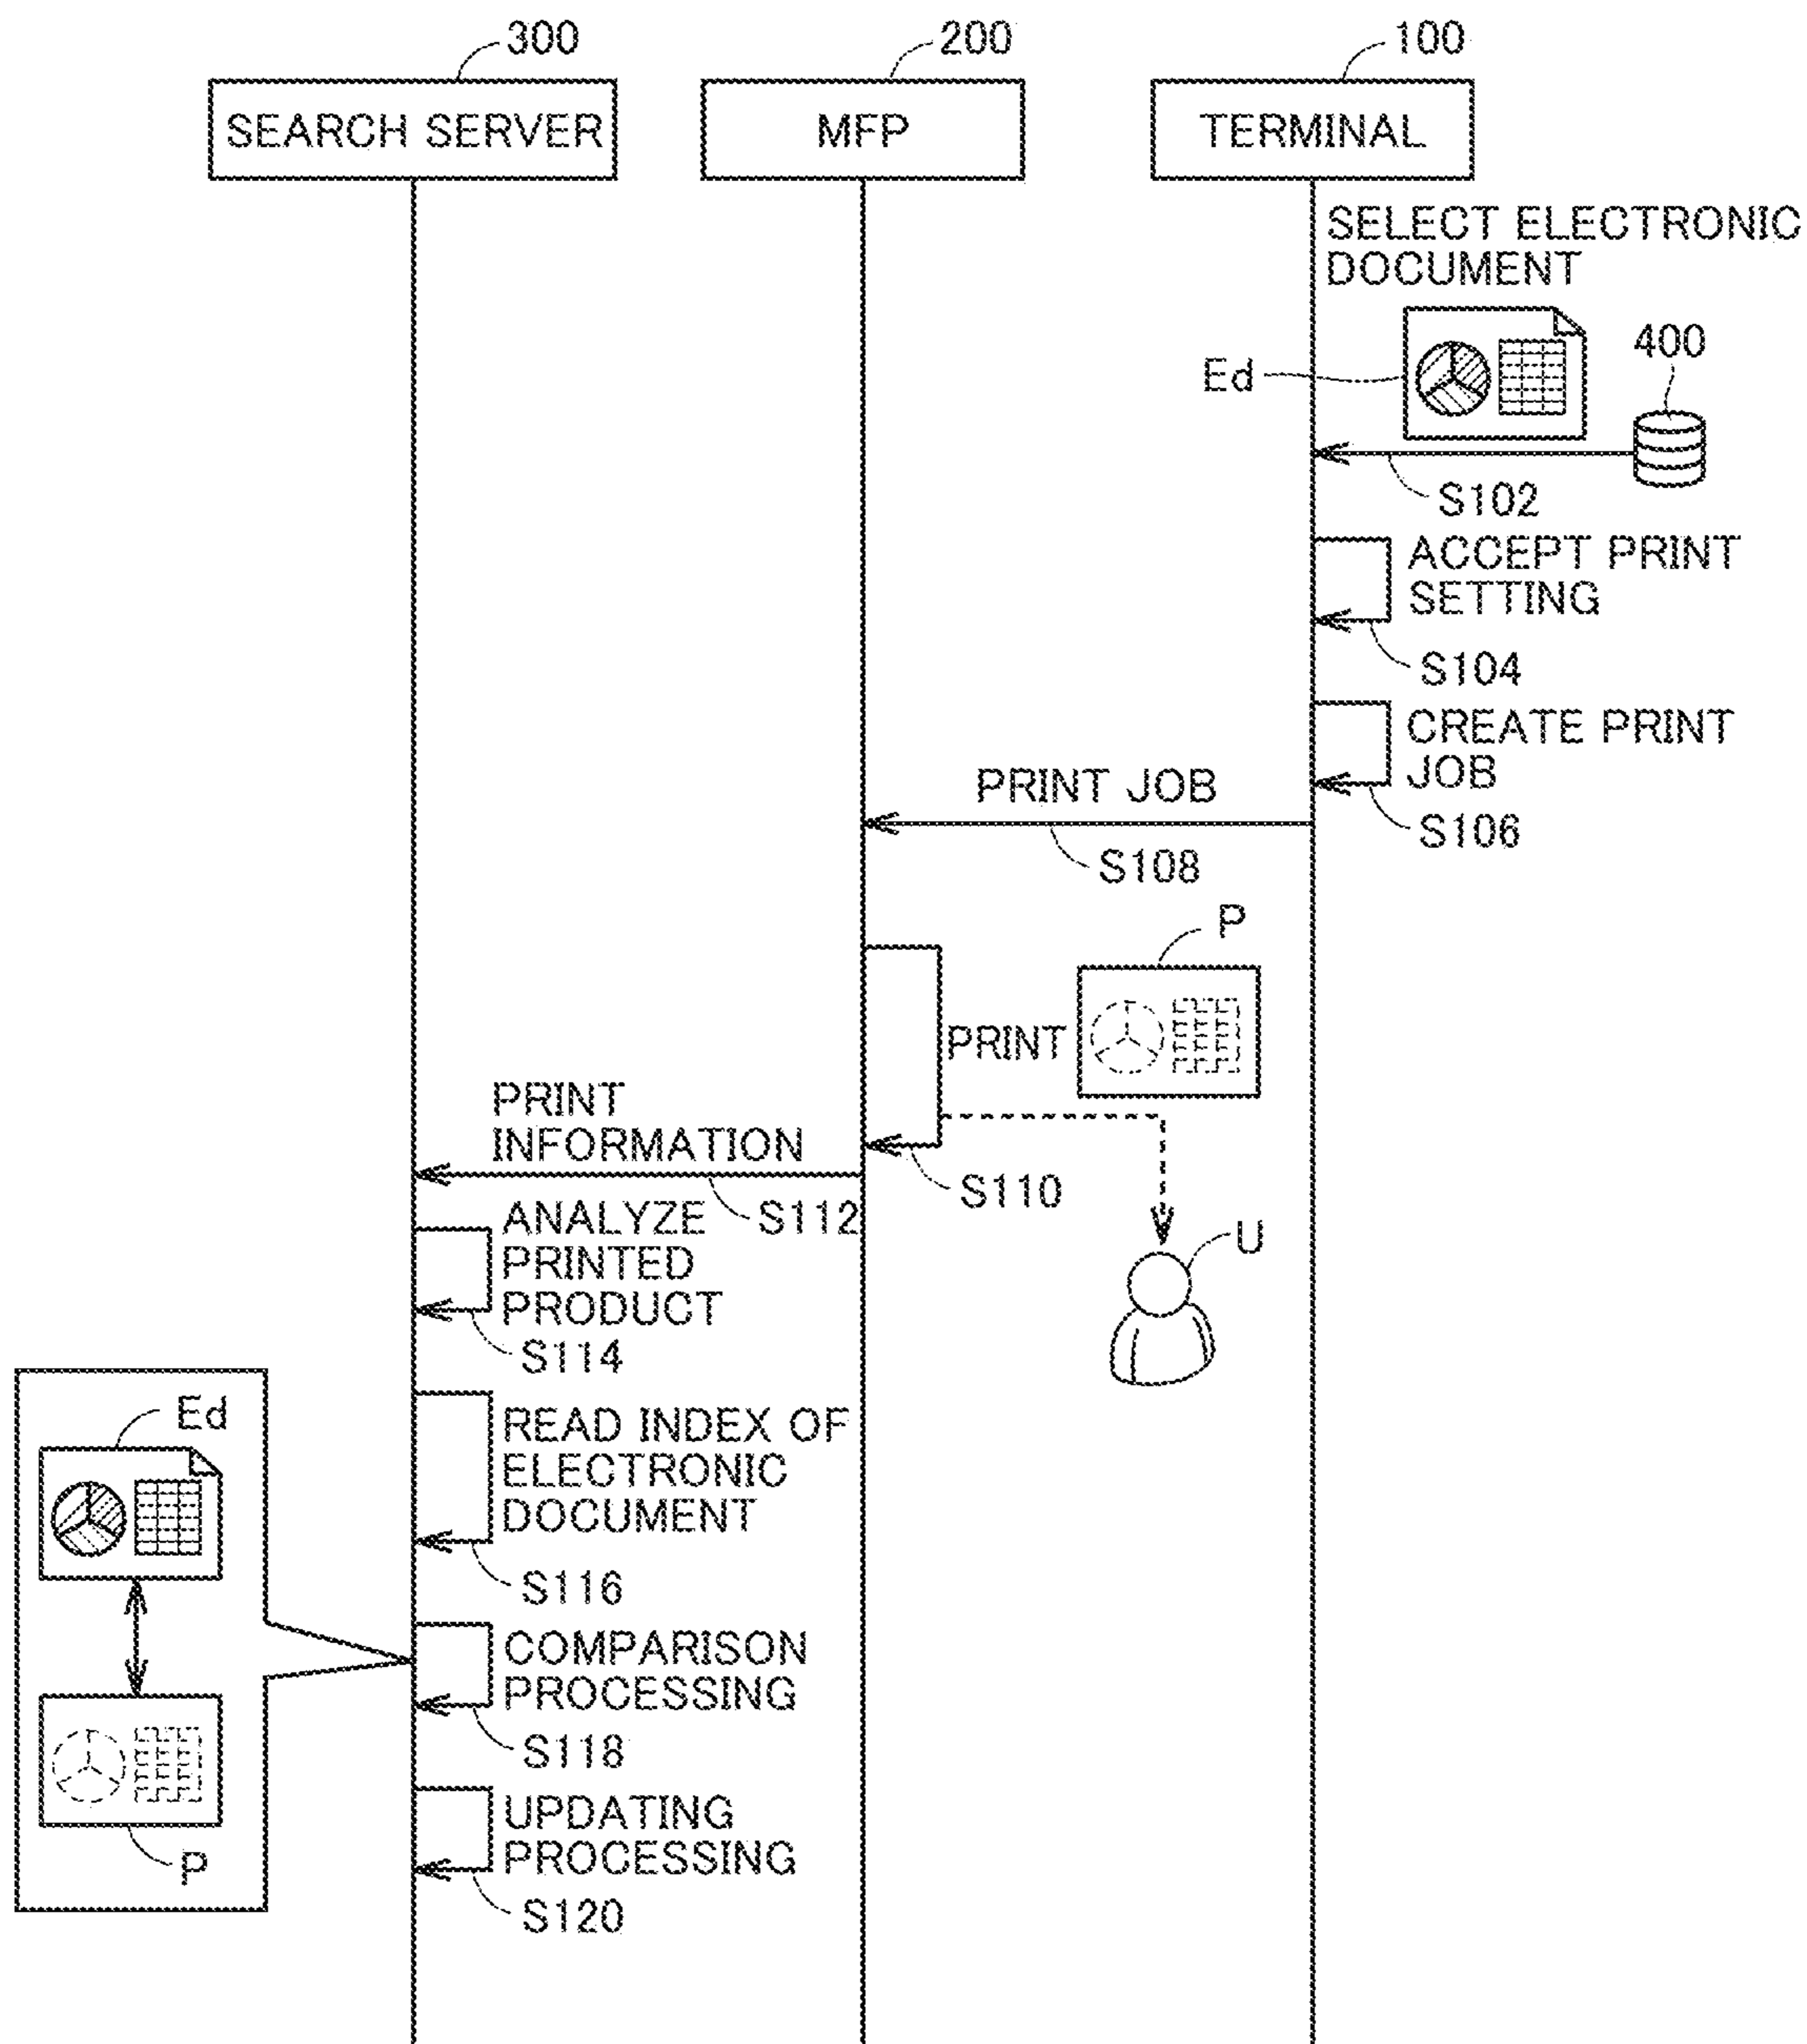 300
200
100
SEARCH SERVER
MFP
TERMINAL
SELECT ELECTRONIC
DOCUMENT
Ed
400
S102
ACCEPT PRINT
SETTING
S104
CREATE PRINT
JOB
S106
PRINT JOB
S108
P
PRINT
S110
U
PRINT
INFORMATION
S112
ANALYZE
PRINTED
PRODUCT
S114
READ INDEX OF
ELECTRONIC
DOCUMENT
S116
Ed
P
COMPARISON
PROCESSING
S118
UPDATING
PROCESSING
S120